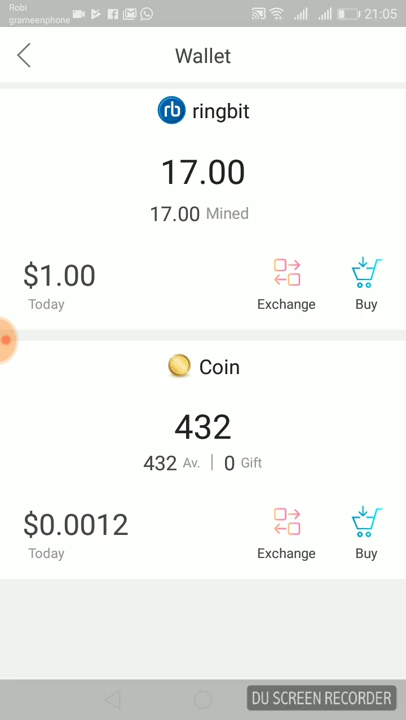 Robi
grameenphone
21:05
Wallet
rb ringbit
17.00
17.00 Mined
$1.00
Today
Exchange
Buy
Coin
432
432 Av. | 0 Gift
$0.0012
Today
Exchange
Buy
DU SCREEN RECORDER